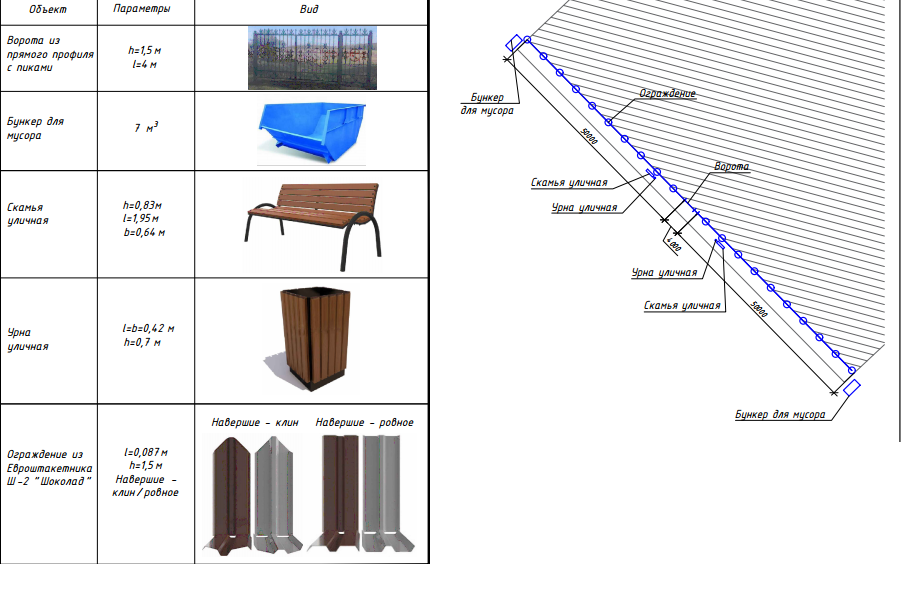 Объект
Параметры
Вид
Ворота из
прямого профиля
с пиками
h=1,5 м
l=4 м
Бункер для
мусора
7 м³
Скамья
уличная
h=0,83м
l=1,95 м
b=0,64 м
Урна
уличная
l=b=0,42 м
h=0,7 м
Ограждение из
Евроштакетника
Ш-2 "Шоколад"
l=0,087 м
h=1,5 м
Навершие -
клин/ровное
Навершие - клин
Навершие - ровное
Бункер
для мусора
Ограждение
50000
Ворота
Скамья уличная
Урна уличная
4000
Урна уличная
Скамья уличная
50000
Бункер для мусора